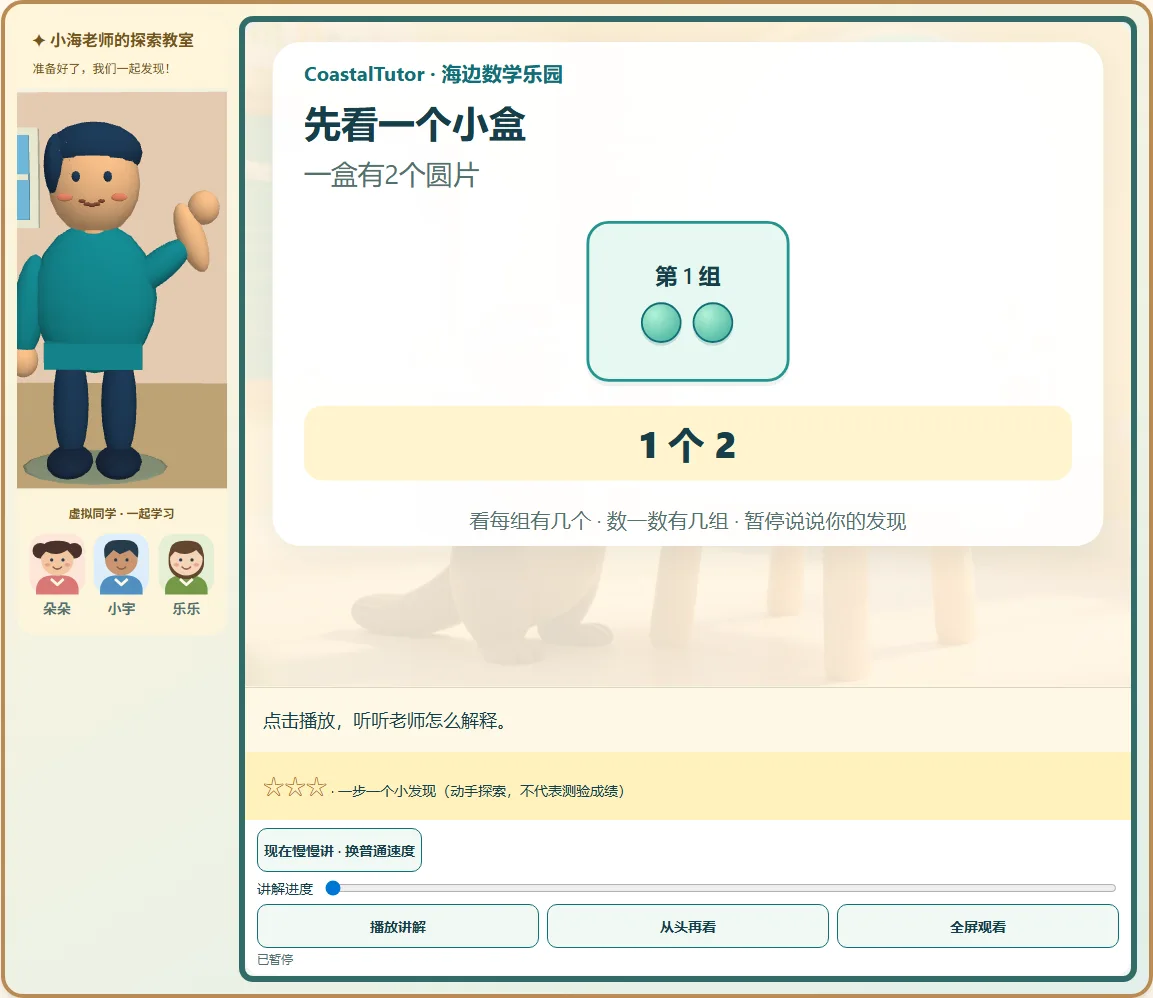 ✦ 小海老师的探索教室
准备好了，我们一起发现！
虚拟同学 · 一起学习
朵朵
小宇
乐乐
CoastalTutor · 海边数学乐园
先看一个小盒
一盒有2个圆片
第 1 组
1 个 2
看每组有几个 · 数一数有几组 · 暂停说说你的发现
点击播放，听听老师怎么解释。
☆☆☆ · 一步一个小发现（动手探索，不代表测验成绩）
现在慢慢讲 · 换普通速度
讲解进度
播放讲解
从头再看
全屏观看
已暂停